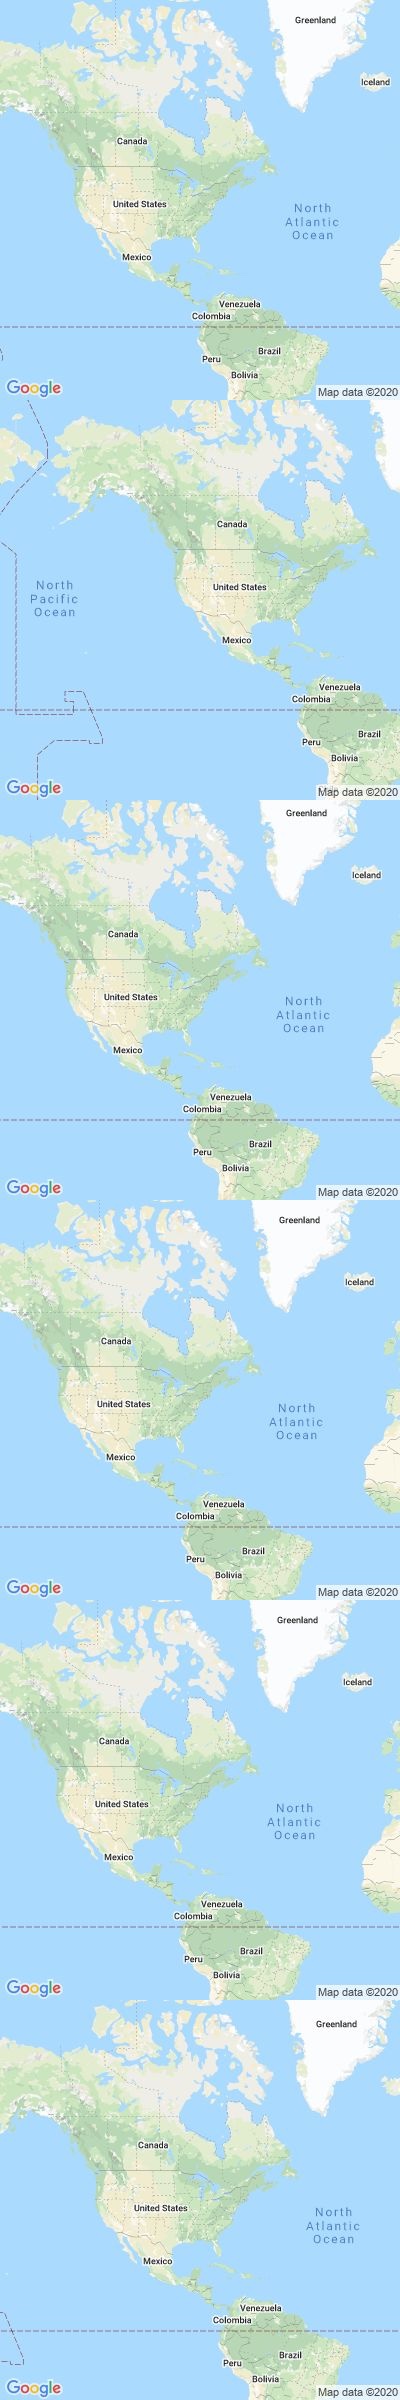 Greenland
Iceland
Canada
United States
North
Atlantic
Ocean
Mexico
Venezuela
Colombia
Peru
Brazil
Bolivia
Google
Map data ©2020
Canada
North
Pacific
Ocean
United States
Mexico
Venezuela
Colombia
Peru
Brazil
Bolivia
Google
Map data ©2020
Greenland
Iceland
Canada
United States
North
Atlantic
Ocean
Mexico
Venezuela
Colombia
Peru
Brazil
Bolivia
Google
Map data ©2020
Greenland
Iceland
Canada
United States
North
Atlantic
Ocean
Mexico
Venezuela
Colombia
Peru
Brazil
Bolivia
Google
Map data ©2020
Greenland
Iceland
Canada
United States
North
Atlantic
Ocean
Mexico
Venezuela
Colombia
Peru
Brazil
Bolivia
Google
Map data ©2020
Greenland
Canada
United States
North
Atlantic
Ocean
Mexico
Venezuela
Colombia
Peru
Brazil
Bolivia
Google
Map data ©2020